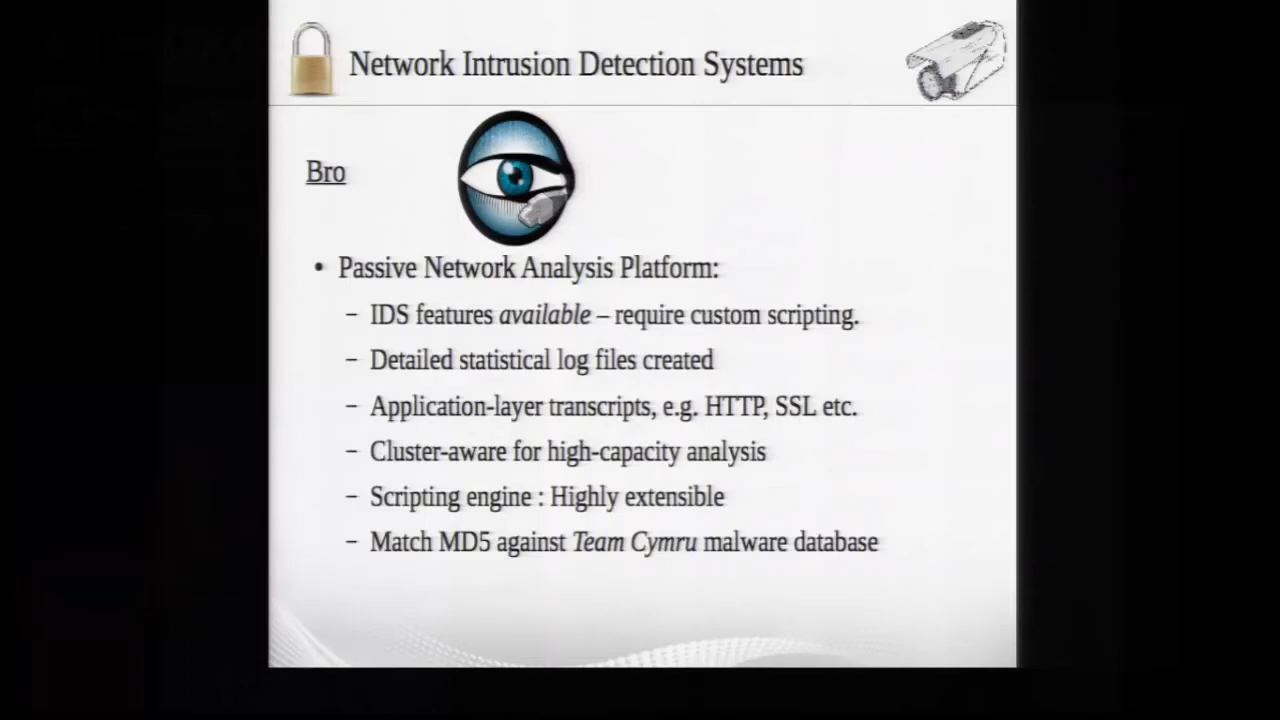 Network Intrusion Detection Systems
Bro
• Passive Network Analysis Platform:
– IDS features available – require custom scripting.
– Detailed statistical log files created
– Application-layer transcripts, e.g. HTTP, SSL etc.
– Cluster-aware for high-capacity analysis
– Scripting engine : Highly extensible
– Match MD5 against Team Cymru malware database